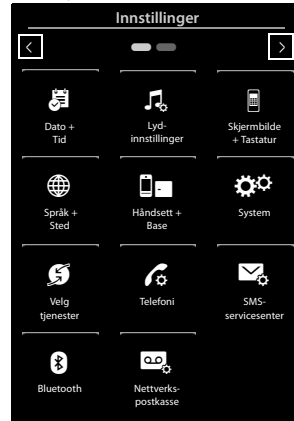 Innstillinger
Dato +
Tid
Lyd-
innstillinger
Skjermbilde
+ Tastatur
Språk +
Sted
Håndsett +
Base
System
Velg
tjenester
Telefoni
SMS-
servicesenter
Bluetooth
Nettverks-
postkasse